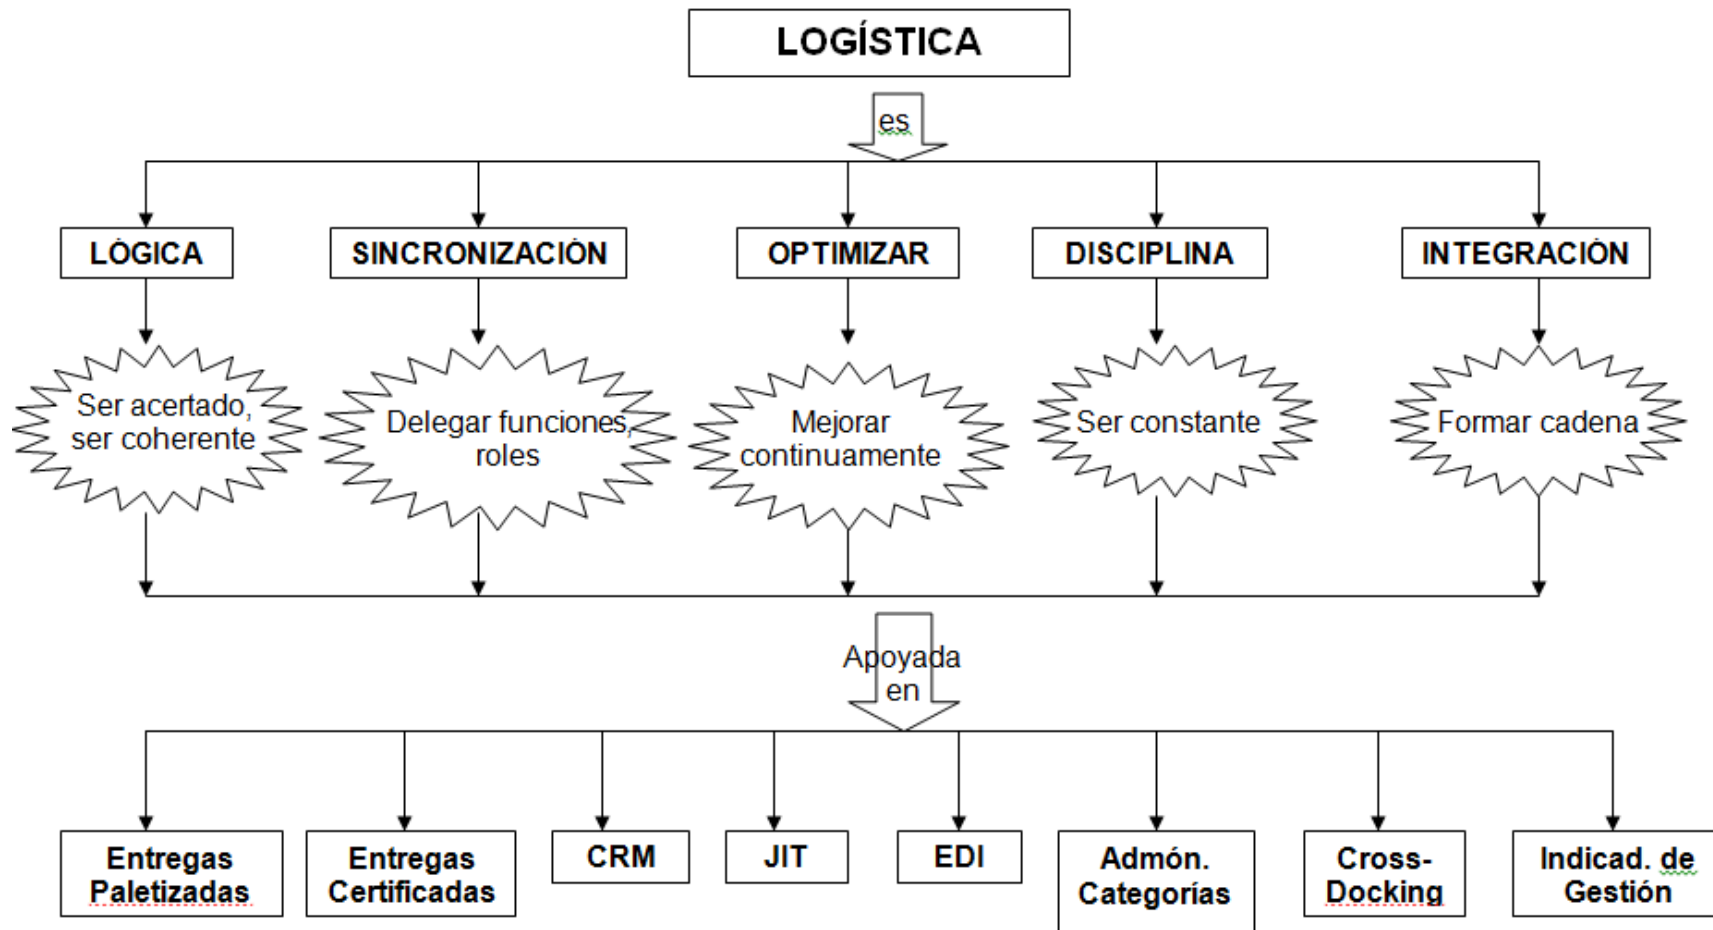 LOGÍSTICA
es
LÓGICA
SINCRONIZACIÓN
OPTIMIZAR
DISCIPLINA
INTEGRACIÓN
Ser acertado,
ser coherente
Delegar funciones,
roles
Mejorar
continuamente
Ser constante
Formar cadena
Apoyada
en
Entregas
Paletizadas
Entregas
Certificadas
CRM
JIT
EDI
Admón.
Categorías
Cross-
Docking
Indicad. de
Gestión